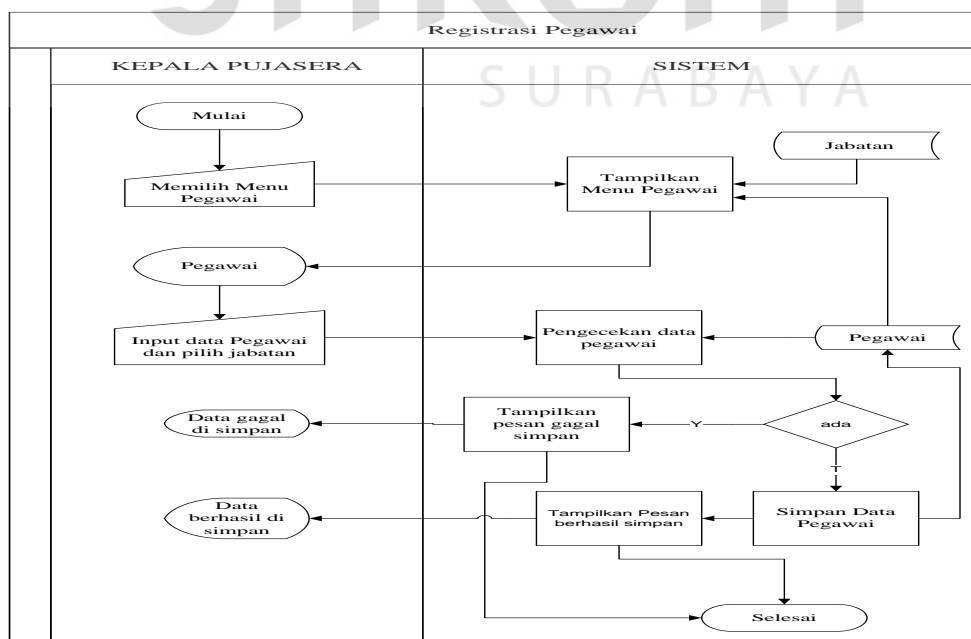 Registrasi Pegawai
KEPALA PUJASERA
SISTEM
SURABAYA
Mulai
Jabatan
Memilih Menu
Pegawai
Tampilkan
Menu Pegawai
Pegawai
Input data Pegawai
dan pilih jabatan
Pengecekan data
pegawai
Pegawai
Data gagal
di simpan
Tampilkan
pesan gagal
simpan
Y
ada
T
Data
berhasil di
simpan
Tampilkan Pesan
berhasil simpan
Simpan Data
Pegawai
Selesai